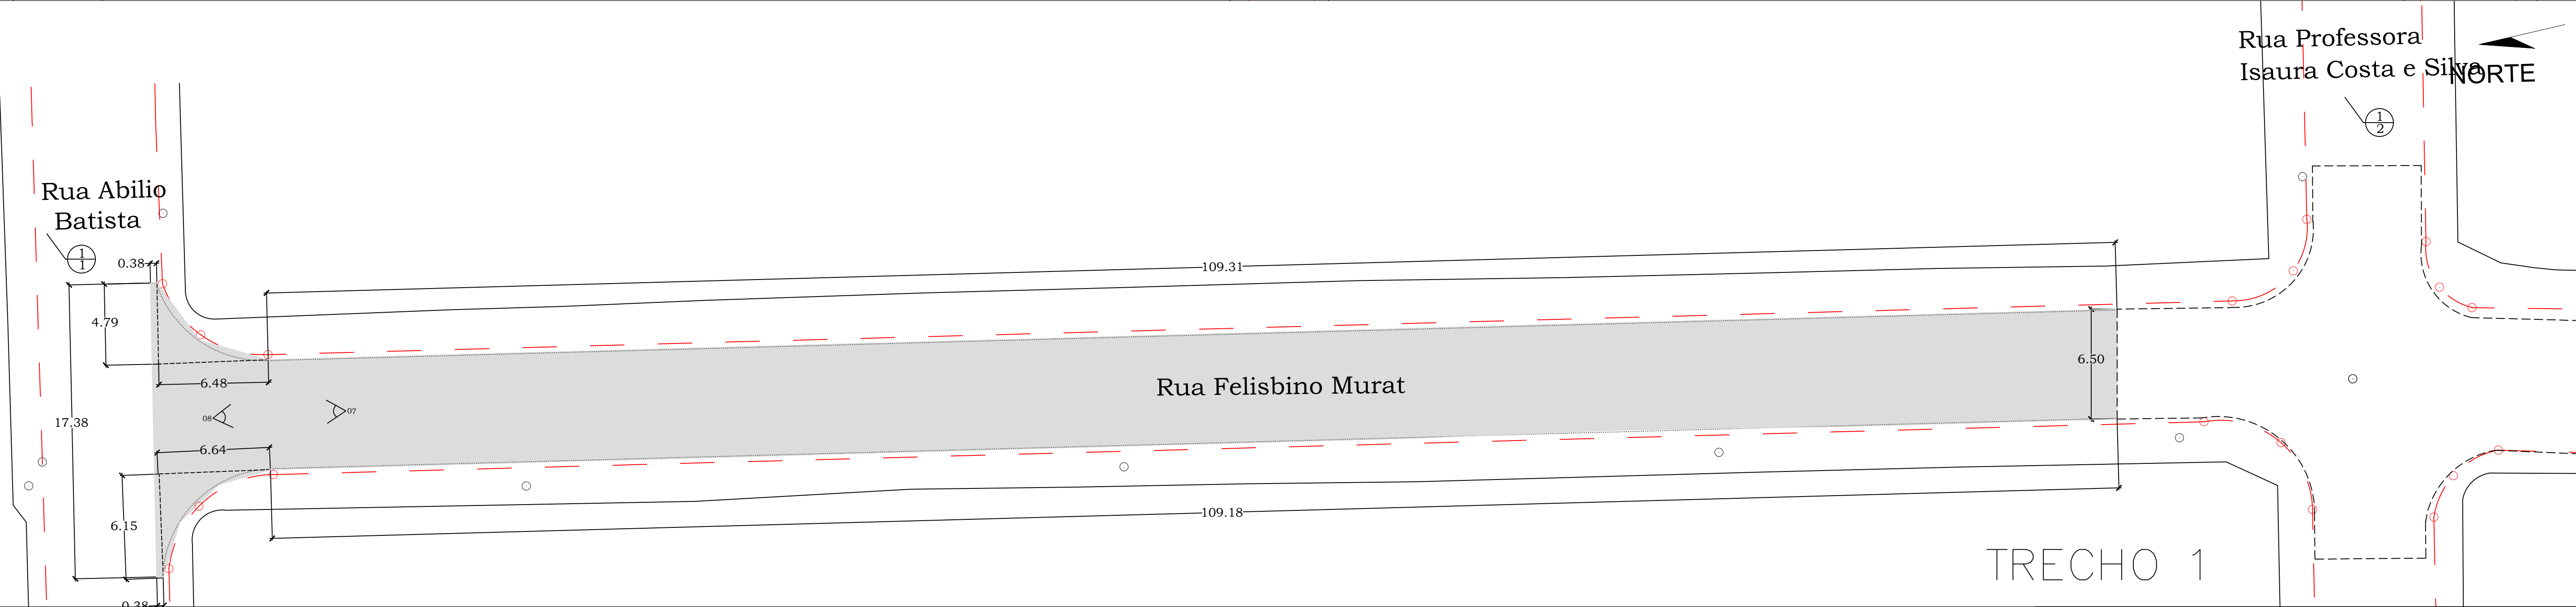 Rua Professora
Isaura Costa e Silva
NORTE
1
2
Rua Abilio
Batista
1
1
0.38
109.31
4.79
6.48
6.50
Rua Felisbino Murat
08
07
17.38
6.64
6.15
109.18
TRECHO 1
0.38